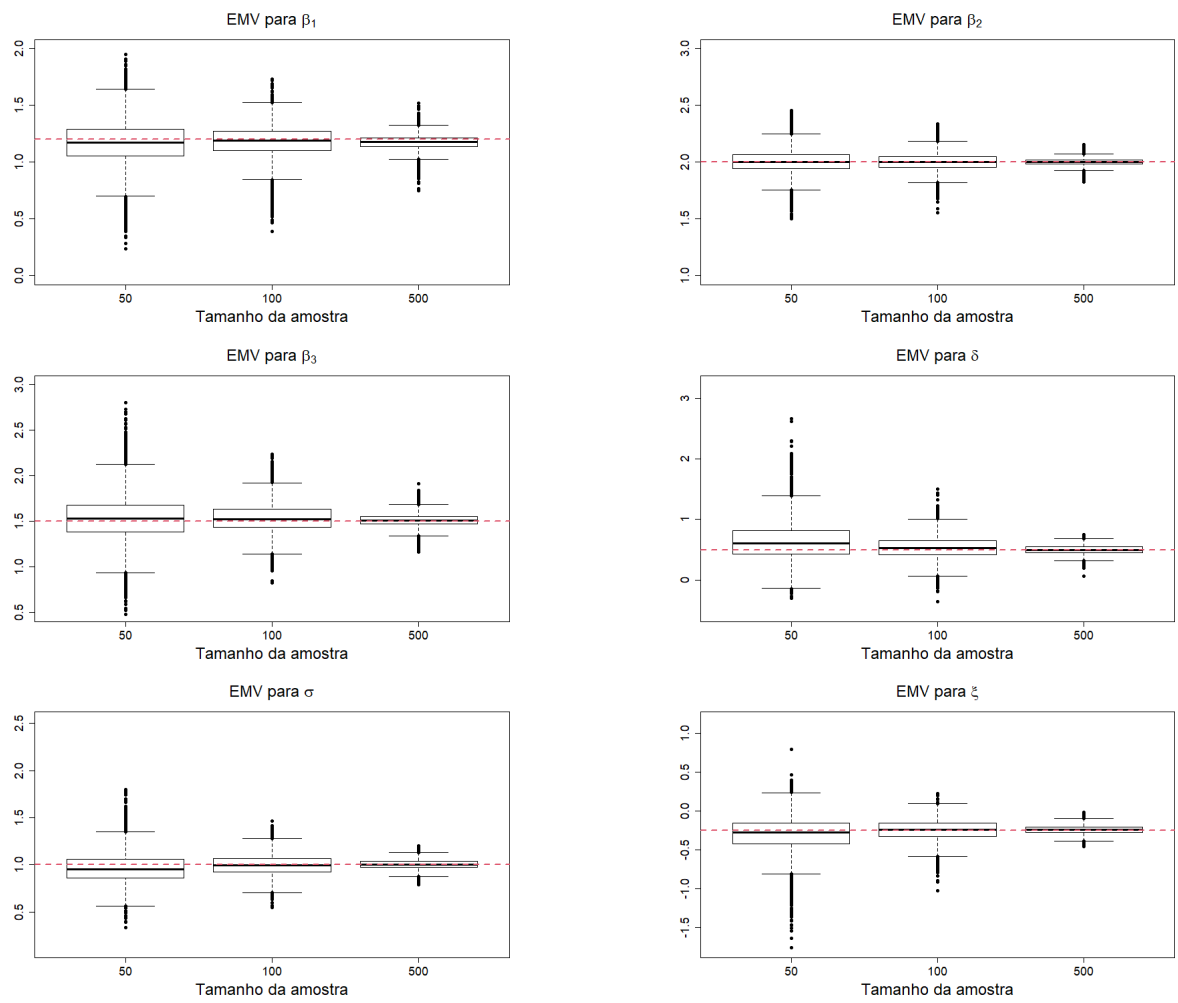 EMV para β₁
2.0
1.5
1.0
0.5
0.0
50 100 500
Tamanho da amostra
EMV para β₂
3.0
2.5
2.0
1.5
1.0
50 100 500
Tamanho da amostra
EMV para β₃
3.0
2.5
2.0
1.5
1.0
0.5
50 100 500
Tamanho da amostra
EMV para δ
3
2
1
0
50 100 500
Tamanho da amostra
EMV para σ
2.5
2.0
1.5
1.0
0.5
50 100 500
Tamanho da amostra
EMV para ξ
1.0
0.5
0.0
-0.5
-1.0
-1.5
50 100 500
Tamanho da amostra